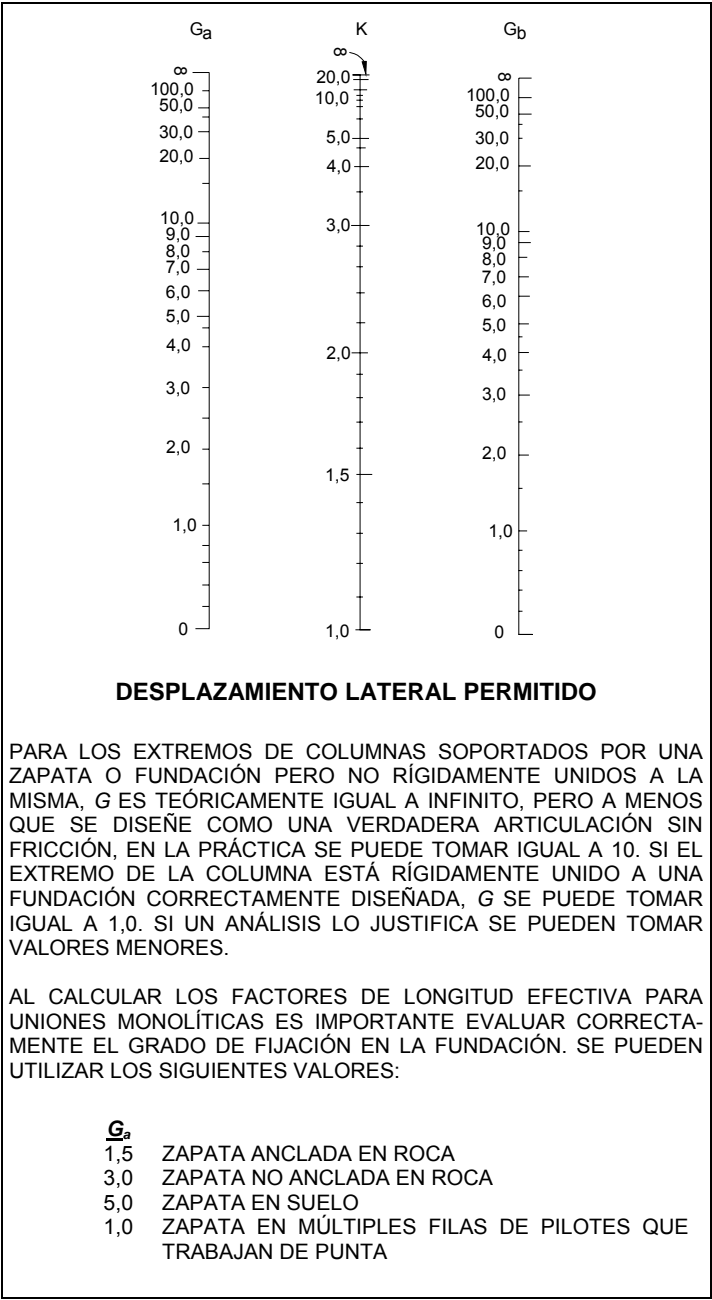 Ga K Gb
∞ ∞ ∞
100,0 20,0 100,0
50,0 10,0 50,0
30,0 5,0 30,0
20,0 4,0 20,0
10,0 3,0 10,0
9,0 9,0
8,0 8,0
7,0 7,0
6,0 6,0
5,0 5,0
4,0 2,0 4,0
3,0 3,0
2,0 2,0
1,5
1,0 1,0
0 1,0 0
DESPLAZAMIENTO LATERAL PERMITIDO
PARA LOS EXTREMOS DE COLUMNAS SOPORTADOS POR UNA
ZAPATA O FUNDACIÓN PERO NO RÍGIDAMENTE UNIDOS A LA
MISMA, G ES TEÓRICAMENTE IGUAL A INFINITO, PERO A MENOS
QUE SE DISEÑE COMO UNA VERDADERA ARTICULACIÓN SIN
FRICCIÓN, EN LA PRÁCTICA SE PUEDE TOMAR IGUAL A 10. SI EL
EXTREMO DE LA COLUMNA ESTÁ RÍGIDAMENTE UNIDO A UNA
FUNDACIÓN CORRECTAMENTE DISEÑADA, G SE PUEDE TOMAR
IGUAL A 1,0. SI UN ANÁLISIS LO JUSTIFICA SE PUEDEN TOMAR
VALORES MENORES.
AL CALCULAR LOS FACTORES DE LONGITUD EFECTIVA PARA
UNIONES MONOLÍTICAS ES IMPORTANTE EVALUAR CORRECTA-
MENTE EL GRADO DE FIJACIÓN EN LA FUNDACIÓN. SE PUEDEN
UTILIZAR LOS SIGUIENTES VALORES:
Ga
1,5 ZAPATA ANCLADA EN ROCA
3,0 ZAPATA NO ANCLADA EN ROCA
5,0 ZAPATA EN SUELO
1,0 ZAPATA EN MÚLTIPLES FILAS DE PILOTES QUE
TRABAJAN DE PUNTA